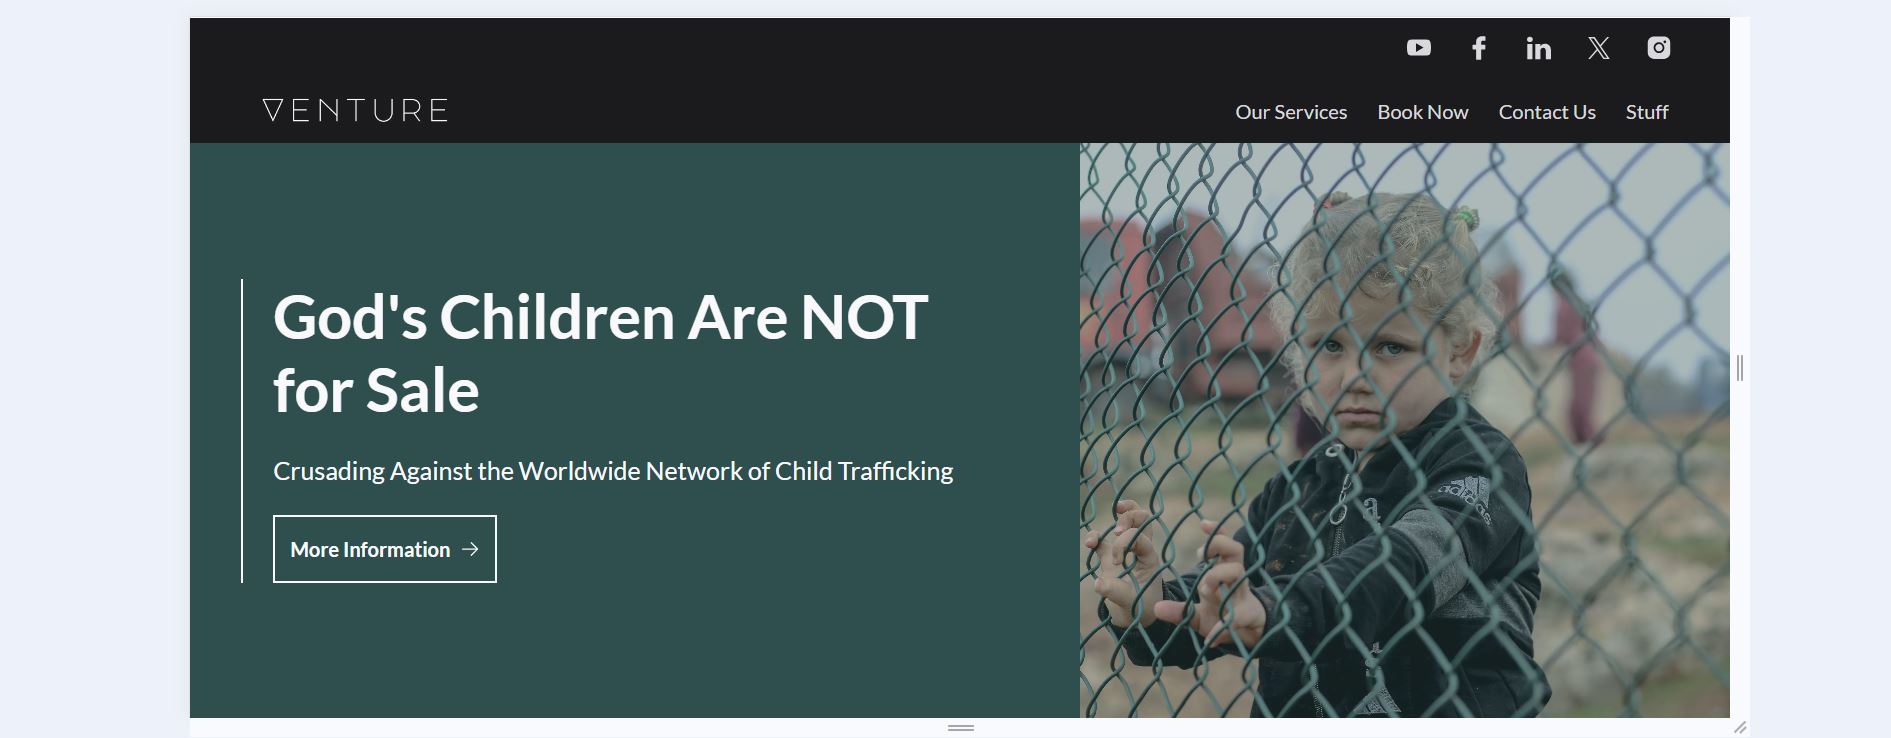 VENTURE
Our Services Book Now Contact Us Stuff
God's Children Are NOT
for Sale
Crusading Against the Worldwide Network of Child Trafficking
More Information →
adidas
a